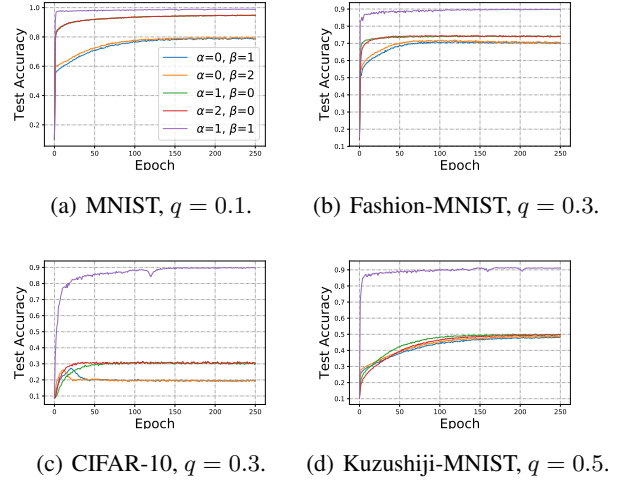 1.0
0.8
0.6
0.4
0.2
Test Accuracy
α=0, β=1
α=0, β=2
α=1, β=0
α=2, β=0
α=1, β=1
0 50 100 150 200 250
Epoch
(a) MNIST, q = 0.1.
0.9
0.8
0.7
0.6
0.5
0.4
0.3
0.2
0.1
Test Accuracy
0 50 100 150 200 250
Epoch
(b) Fashion-MNIST, q = 0.3.
0.9
0.8
0.7
0.6
0.5
0.4
0.3
0.2
0.1
Test Accuracy
0 50 100 150 200 250
Epoch
(c) CIFAR-10, q = 0.3.
0.9
0.8
0.7
0.6
0.5
0.4
0.3
0.2
0.1
Test Accuracy
0 50 100 150 200 250
Epoch
(d) Kuzushiji-MNIST, q = 0.5.